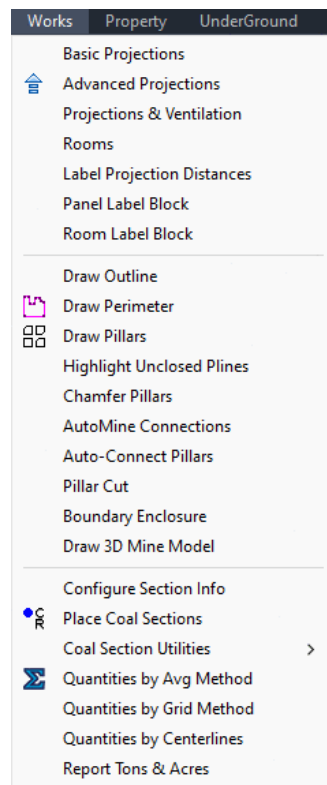 Works Property UnderGround
Basic Projections
Advanced Projections
Projections & Ventilation
Rooms
Label Projection Distances
Panel Label Block
Room Label Block
Draw Outline
Draw Perimeter
Draw Pillars
Highlight Unclosed Plines
Chamfer Pillars
AutoMine Connections
Auto-Connect Pillars
Pillar Cut
Boundary Enclosure
Draw 3D Mine Model
Configure Section Info
C
R
Place Coal Sections
Coal Section Utilities >
Quantities by Avg Method
Quantities by Grid Method
Quantities by Centerlines
Report Tons & Acres